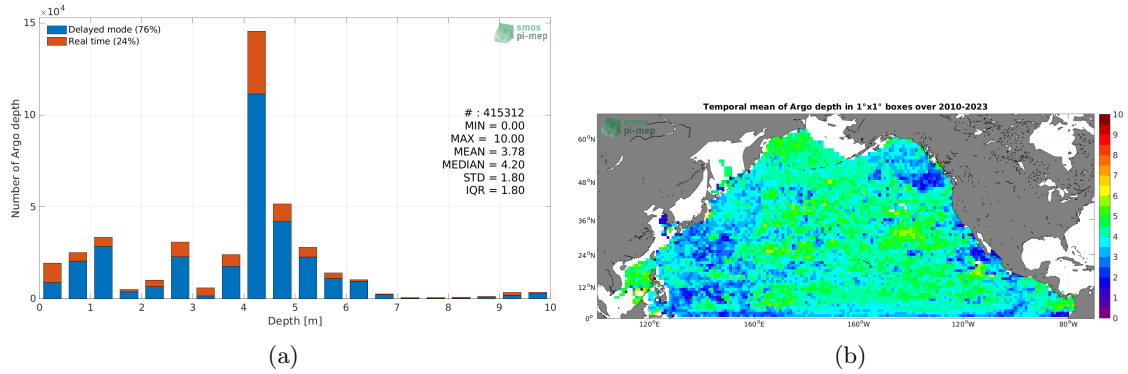 15 ×10⁴
10
5
0
Number of Argo depth
Delayed mode (76%)
Real time (24%)
smos
pi-mep
# : 415312
MIN = 0.00
MAX = 10.00
MEAN = 3.78
MEDIAN = 4.20
STD = 1.80
IQR = 1.80
0 1 2 3 4 5 6 7 8 9 10
Depth [m]
(a)
Temporal mean of Argo depth in 1°x1° boxes over 2010-2023
smos
pi-mep
60°N
48°N
36°N
24°N
12°N
0°
120°E 160°E 160°W 120°W 80°W
10
9
8
7
6
5
4
3
2
1
0
(b)